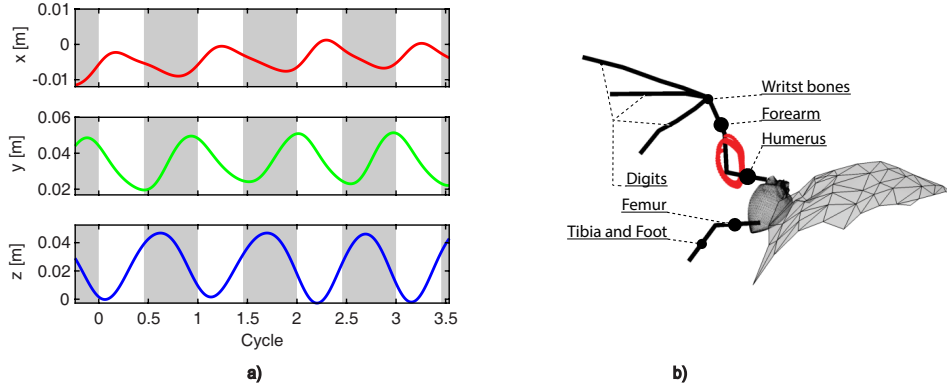 0.01
0
-0.01
x [m]
0.06
0.04
0.02
y [m]
0.04
0.02
0
z [m]
0 0.5 1 1.5 2 2.5 3 3.5
Cycle
a)
Writst bones
Forearm
Humerus
Digits
Femur
Tibia and Foot
b)